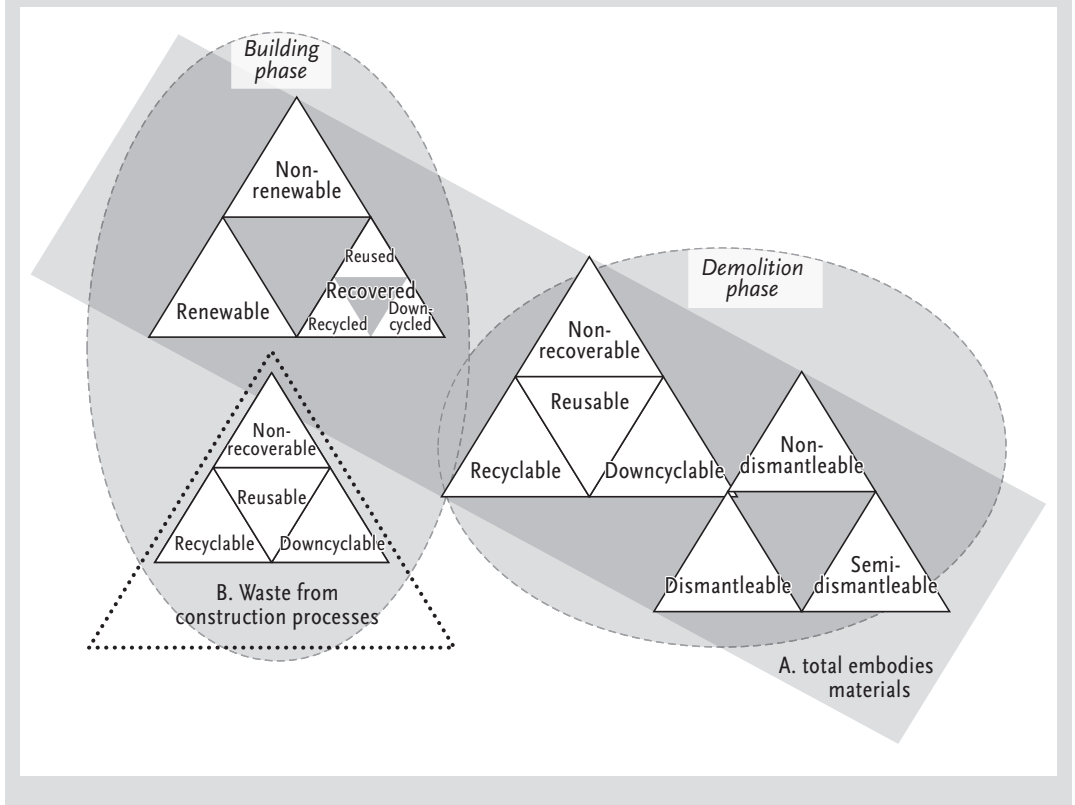 Building
phase
Non-
renewable
Renewable
Reused
Recovered
Recycled
Down-
cycled
Non-
recoverable
Reusable
Recyclable
Downcyclable
B. Waste from
construction processes
Demolition
phase
Non-
recoverable
Reusable
Recyclable
Downcyclable
Non-
dismantleable
Dismantleable
Semi-
dismantleable
A. total embodies
materials